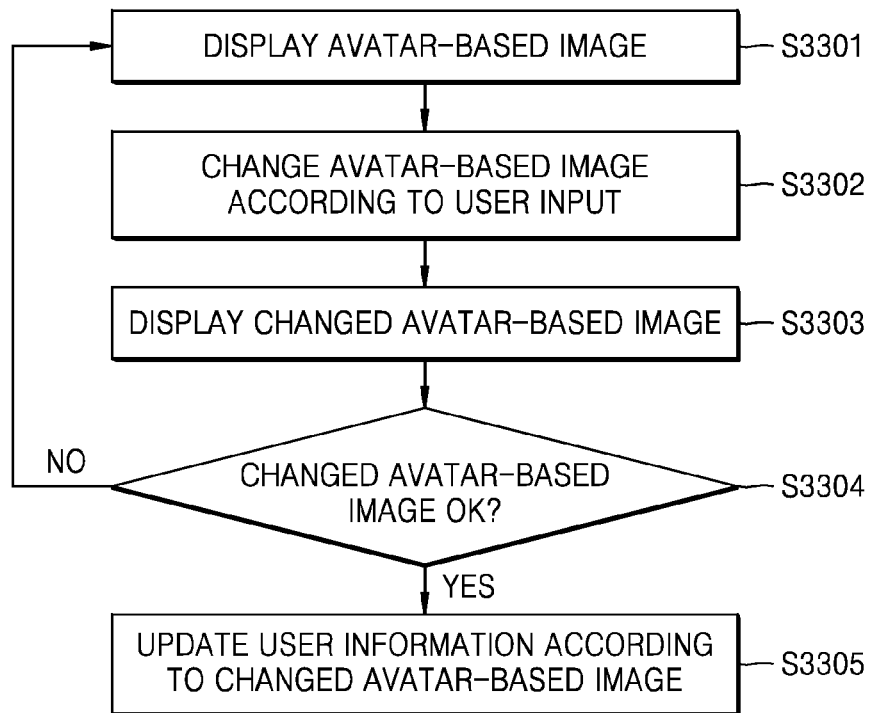 DISPLAY AVATAR-BASED IMAGE
S3301
CHANGE AVATAR-BASED IMAGE
ACCORDING TO USER INPUT
S3302
DISPLAY CHANGED AVATAR-BASED IMAGE
S3303
NO
CHANGED AVATAR-BASED
IMAGE OK?
S3304
YES
UPDATE USER INFORMATION ACCORDING
TO CHANGED AVATAR-BASED IMAGE
S3305